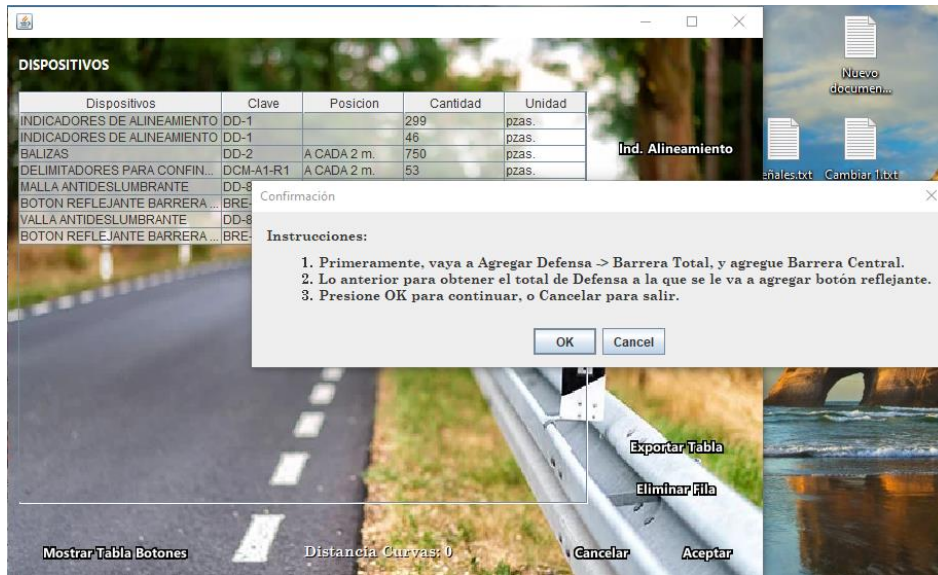 DISPOSITIVOS
Dispositivos Clave Posicion Cantidad Unidad
INDICADORES DE ALINEAMIENTO DD-1 299 pzas.
INDICADORES DE ALINEAMIENTO DD-1 46 pzas.
BALIZAS DD-2 A CADA 2 m. 750 pzas.
DELIMITADORES PARA CONFIN... DCM-A1-R1 A CADA 2 m. 53 pzas.
MALLA ANTIDESLUMBRANTE DD-8
BOTON REFLEJANTE BARRERA ... BRE-
VALLA ANTIDESLUMBRANTE DD-8
BOTON REFLEJANTE BARRERA ... BRE-
Ind. Alineamiento
Nuevo
documen...
eñales.txt Cambiar 1.txt
Confirmación
Instrucciones:
1. Primeramente, vaya a Agregar Defensa -> Barrera Total, y agregue Barrera Central.
2. Lo anterior para obtener el total de Defensa a la que se le va a agregar botón reflejante.
3. Presione OK para continuar, o Cancelar para salir.
OK Cancel
Exportar Tabla
Eliminar Fila
Mostrar Tabla Botones Distancia Curvas: 0 Cancelar Aceptar